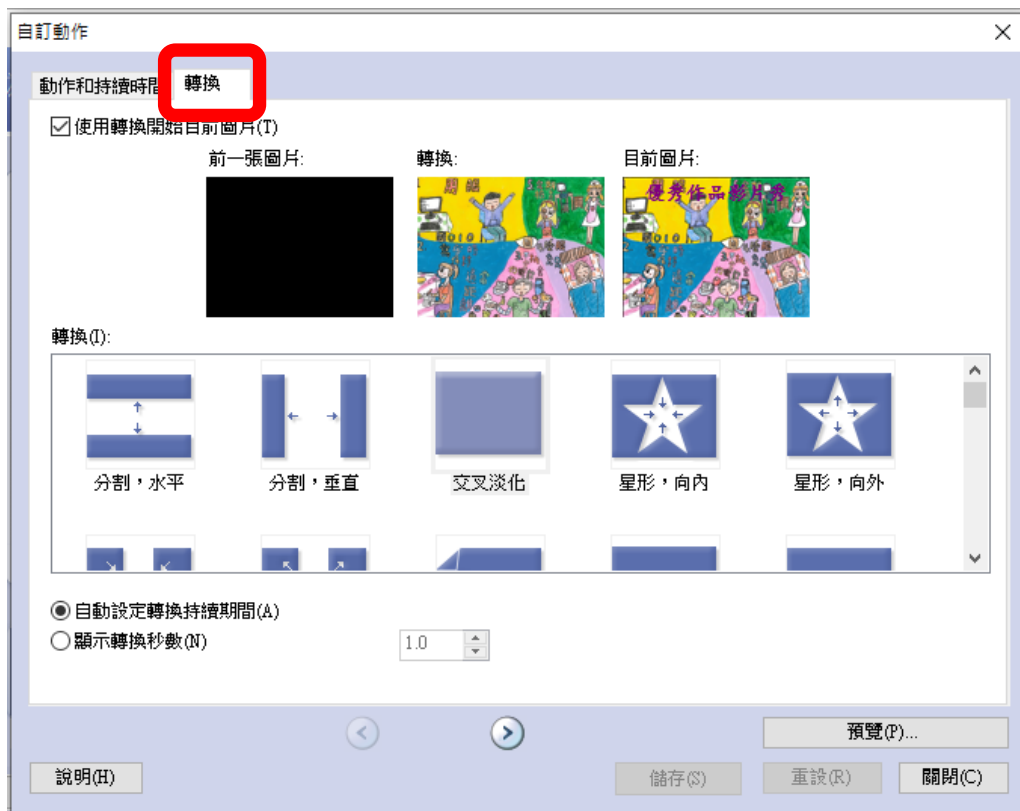 自訂動作
動作和持續時間 轉換
使用轉換開始目前圖片(T)
前一張圖片: 轉換: 目前圖片:
優秀作品影片秀
轉換(I):
分割，水平 分割，垂直 交叉淡化 星形，向內 星形，向外
自動設定轉換持續期間(A)
顯示轉換秒數(N) 1.0
預覽(P)...
說明(H) 儲存(S) 重設(R) 關閉(C)